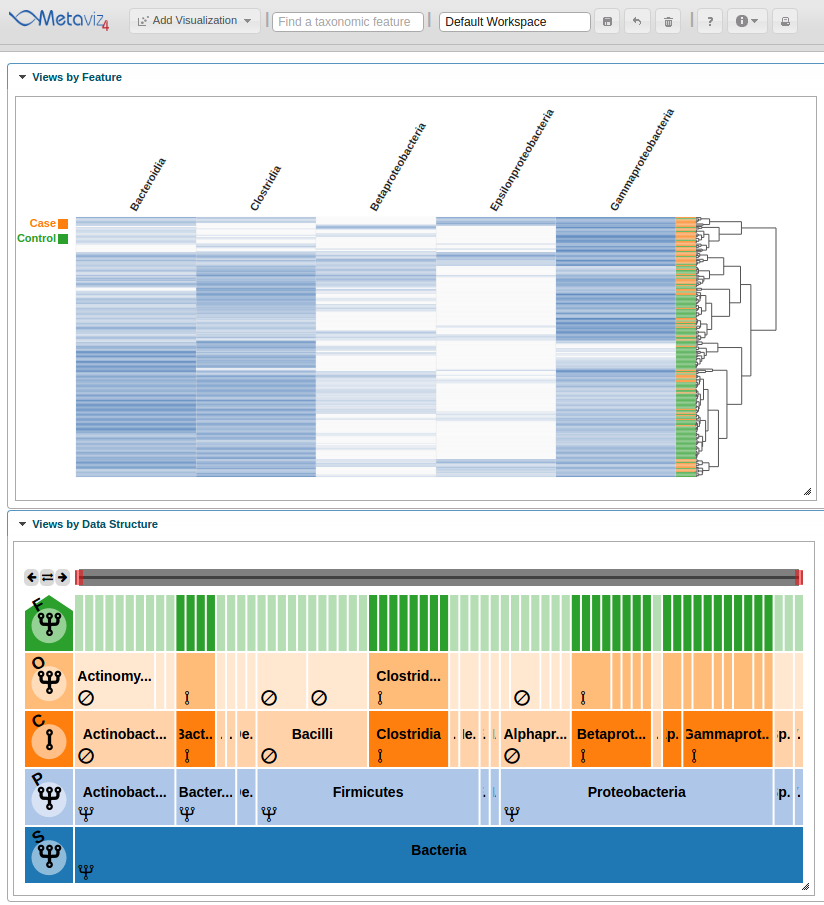 Metaviz4
Add Visualization
Find a taxonomic feature
Default Workspace
?
Views by Feature
Bacteroidia
Clostridia
Betaproteobacteria
Epsilonproteobacteria
Gammaproteobacteria
Case
Control
Views by Data Structure
F
O
Actinomy...
Clostrid...
C
Actinobact...
Bact...
Bacilli
Clostridia
Alphapr...
Betaprot...
Gammaprot..
P
Actinobact...
Bacter...
Firmicutes
Proteobacteria
S
Bacteria